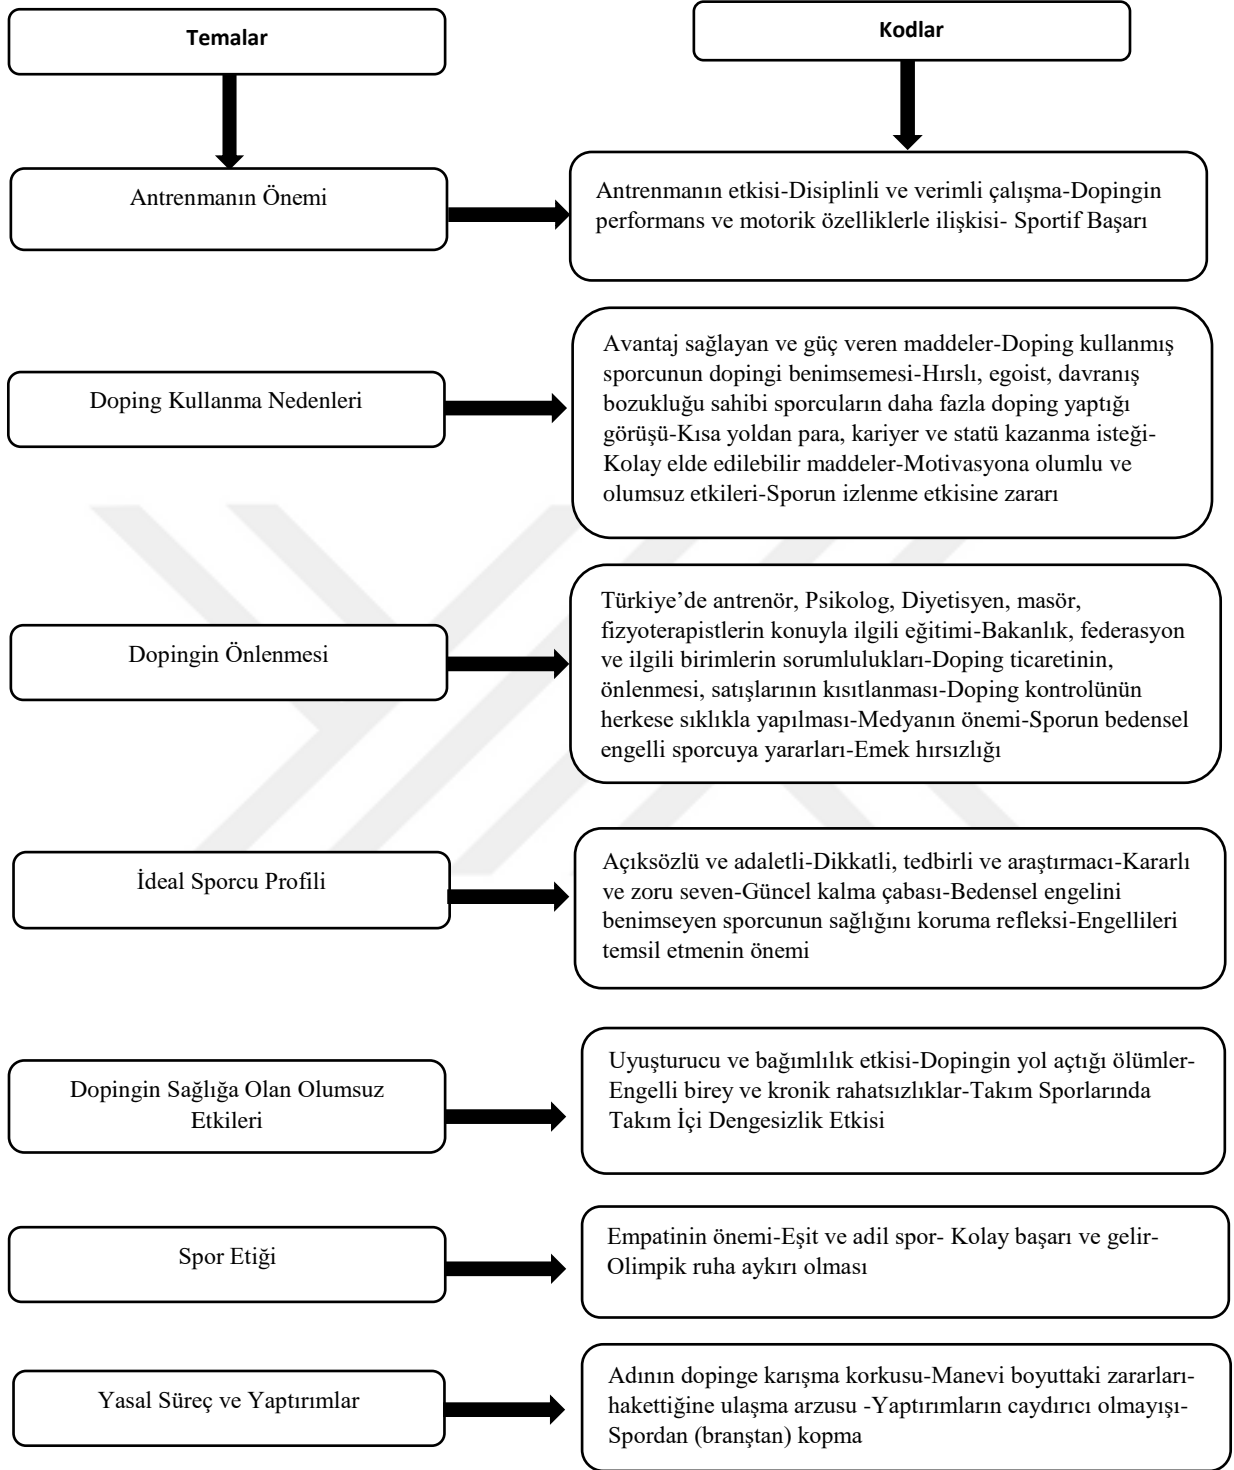 Temalar
Kodlar
Antrenmanın Önemi
Antrenmanın etkisi-Disiplinli ve verimli çalışma-Dopingin
performans ve motorik özelliklerle ilişkisi- Sportif Başarı
Doping Kullanma Nedenleri
Avantaj sağlayan ve güç veren maddeler-Doping kullanmış
sporcunun dopingi benimsemesi-Hırslı, egoist, davranış
bozukluğu sahibi sporcuların daha fazla doping yaptığı
görüşü-Kısa yoldan para, kariyer ve statü kazanma isteği-
Kolay elde edilebilir maddeler-Motivasyona olumlu ve
olumsuz etkileri-Sporun izlenme etkisine zararı
Dopingin Önlenmesi
Türkiye’de antrenör, Psikolog, Diyetisyen, masör,
fizyoterapistlerin konuyla ilgili eğitimi-Bakanlık, federasyon
ve ilgili birimlerin sorumlulukları-Doping ticaretinin,
önlenmesi, satışlarının kısıtlanması-Doping kontrolünün
herkese sıklıkla yapılması-Medyanın önemi-Sporun bedensel
engelli sporcuya yararları-Emek hırsızlığı
İdeal Sporcu Profili
Açıksözlü ve adaletli-Dikkatli, tedbirli ve araştırmacı-Kararlı
ve zoru seven-Güncel kalma çabası-Bedensel engelini
benimseyen sporcunun sağlığını koruma refleksi-Engellileri
temsil etmenin önemi
Dopingin Sağlığa Olan Olumsuz
Etkileri
Uyuşturucu ve bağımlılık etkisi-Dopingin yol açtığı ölümler-
Engelli birey ve kronik rahatsızlıklar-Takım Sporlarında
Takım İçi Dengesizlik Etkisi
Spor Etiği
Empatinin önemi-Eşit ve adil spor- Kolay başarı ve gelir-
Olimpik ruha aykırı olması
Yasal Süreç ve Yaptırımlar
Adının dopinge karışma korkusu-Manevi boyuttaki zararları-
hakettiğine ulaşma arzusu -Yaptırımların caydırıcı olmayışı-
Spordan (branştan) kopma